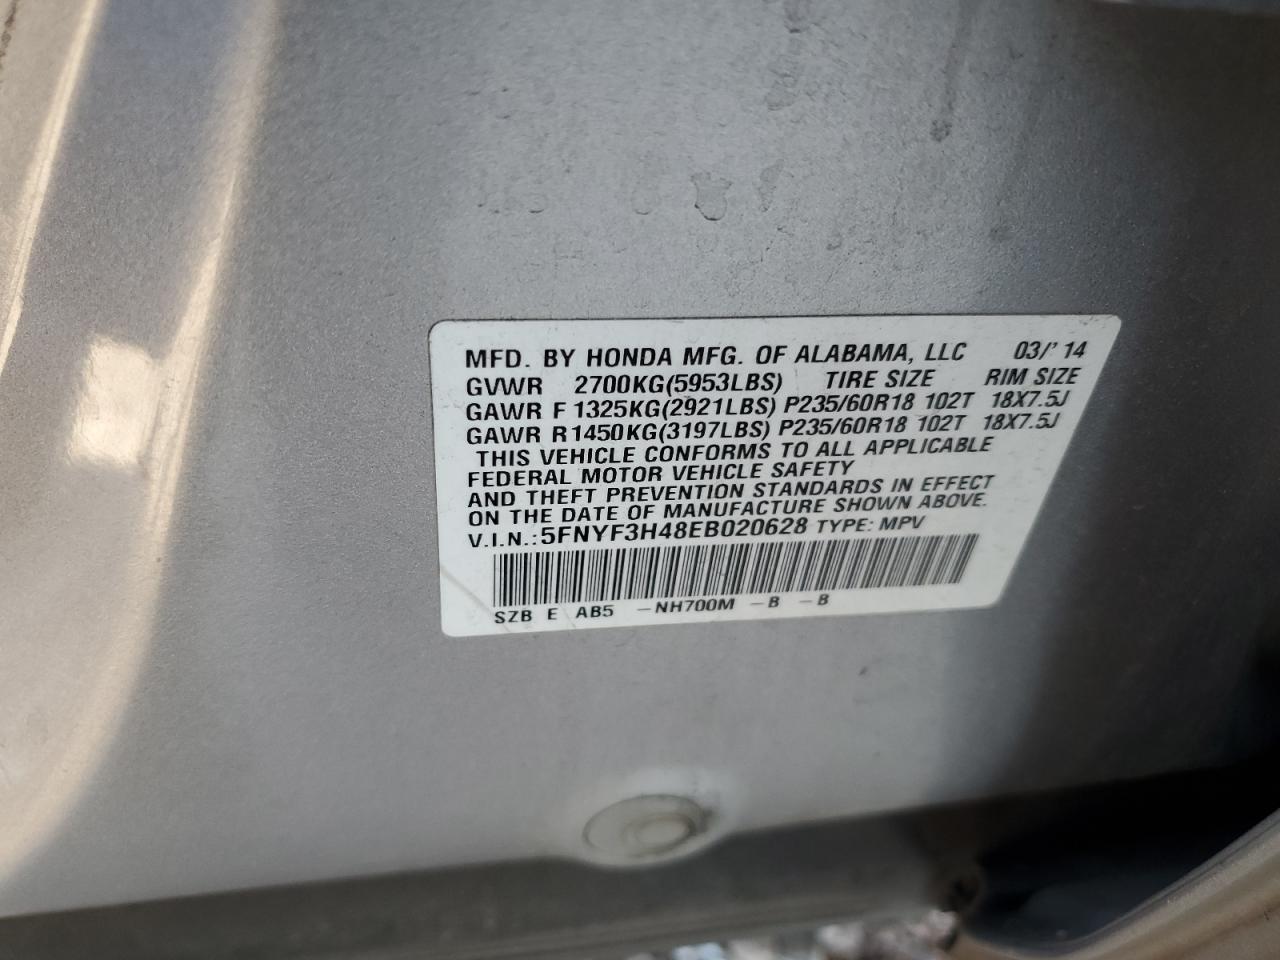 MFD. BY HONDA MFG. OF ALABAMA, LLC 03/'14
GVWR 2700KG(5953LBS) TIRE SIZE RIM SIZE
GAWR F 1325KG(2921LBS) P235/60R18 102T 18X7.5J
GAWR R 1450KG(3197LBS) P235/60R18 102T 18X7.5J
THIS VEHICLE CONFORMS TO ALL APPLICABLE
FEDERAL MOTOR VEHICLE SAFETY
AND THEFT PREVENTION STANDARDS IN EFFECT
ON THE DATE OF MANUFACTURE SHOWN ABOVE.
V.I.N.: 5FNYF3H48EB020628 TYPE: MPV
SZB E AB5 -NH700M -B -B